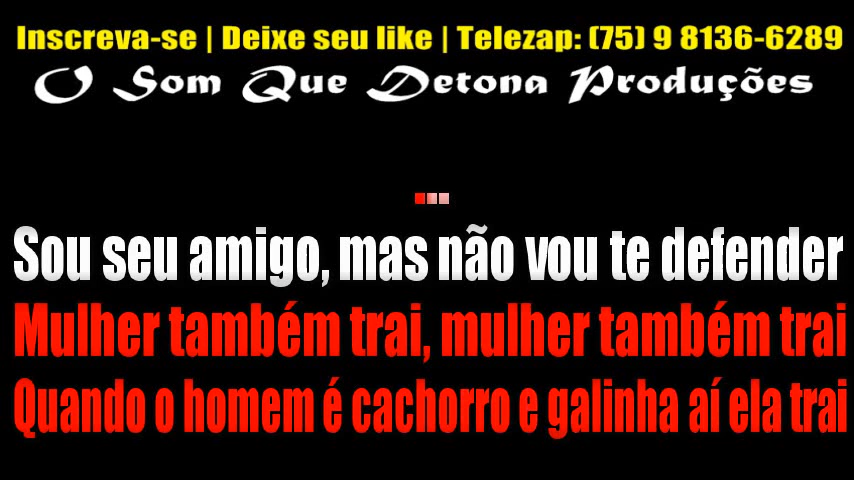 Inscreva-se | Deixe seu like | Telezap: (75) 9 8136-6289
O Som Que Detona Produções
Sou seu amigo, mas não vou te defender
Mulher também trai, mulher também trai
Quando o homem é cachorro e galinha aí ela trai